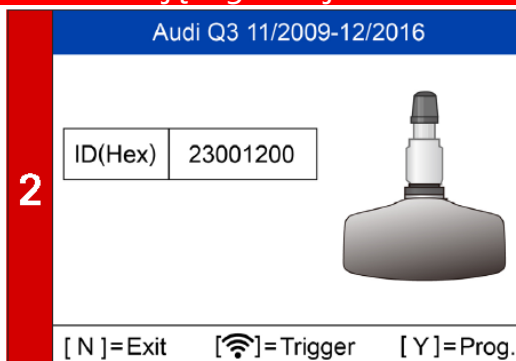 Audi Q3 11/2009-12/2016
ID(Hex) 23001200
2
[ N ]=Exit [ ]=Trigger [ Y ]=Prog.